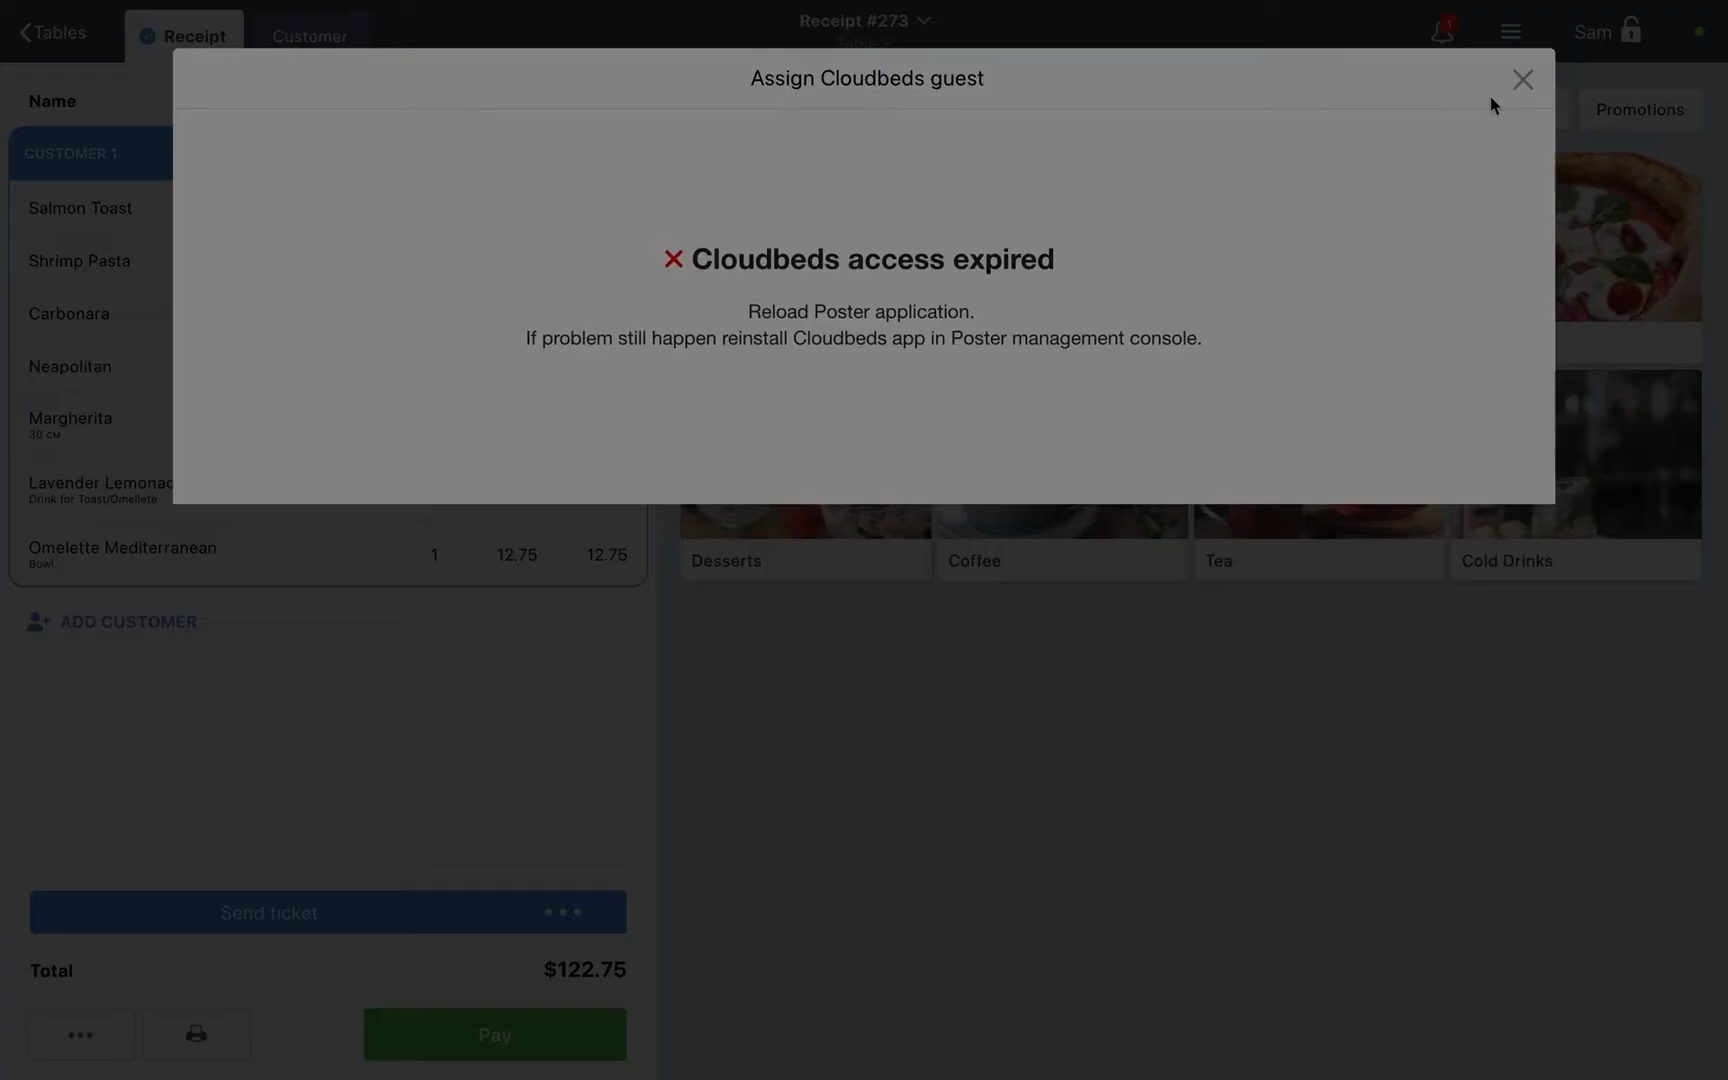 Tables
Receipt
Customer
Receipt #273
1
Sam
Assign Cloudbeds guest
Name
Promotions
CUSTOMER 1
Salmon Toast
Shrimp Pasta
Carbonara
Neapolitan
Margherita
30 см
Lavender Lemonad
Drink for Toast/Omellete
Omelette Mediterranean 1 12.75 12.75
Bowl
Cloudbeds access expired
Reload Poster application.
If problem still happen reinstall Cloudbeds app in Poster management console.
Desserts
Coffee
Tea
Cold Drinks
ADD CUSTOMER
Send ticket
Total $122.75
Pay